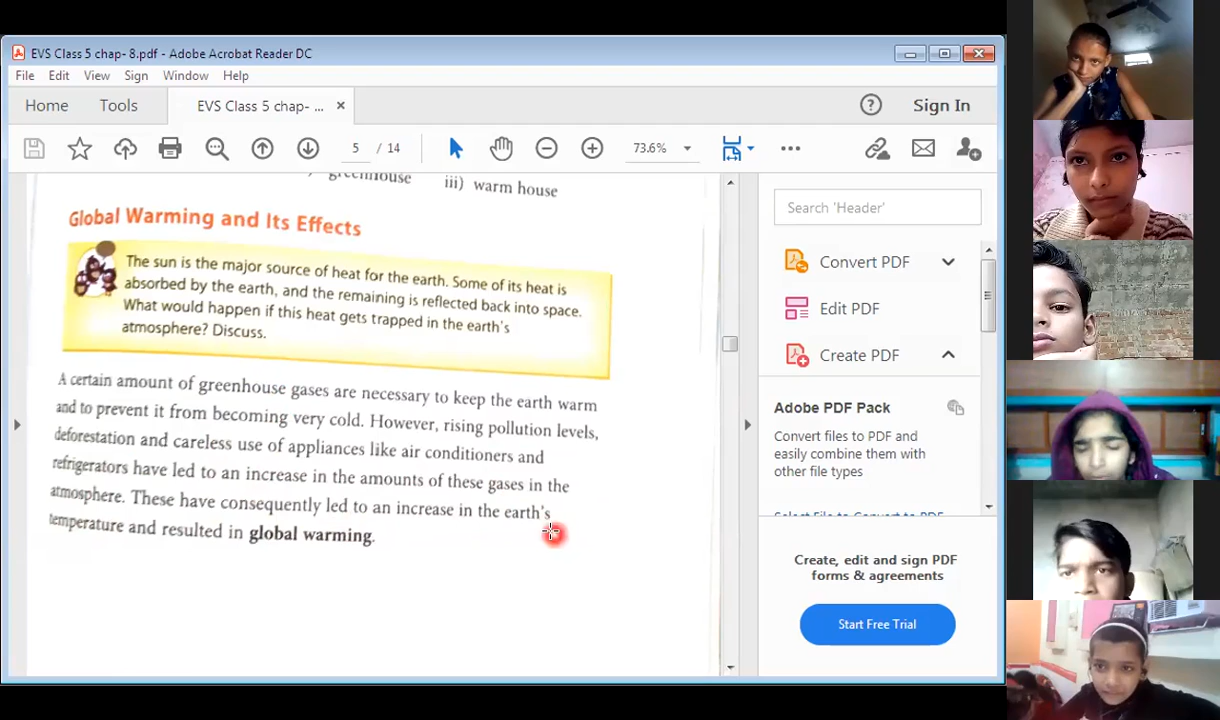 EVS Class 5 chap- 8.pdf - Adobe Acrobat Reader DC
File Edit View Sign Window Help
Home Tools EVS Class 5 chap- ... × ? Sign In
5 / 14 73.6%
greenhouse iii) warm house
Global Warming and Its Effects
The sun is the major source of heat for the earth. Some of its heat is
absorbed by the earth, and the remaining is reflected back into space.
What would happen if this heat gets trapped in the earth's
atmosphere? Discuss.
A certain amount of greenhouse gases are necessary to keep the earth warm
and to prevent it from becoming very cold. However, rising pollution levels,
deforestation and careless use of appliances like air conditioners and
refrigerators have led to an increase in the amounts of these gases in the
atmosphere. These have consequently led to an increase in the earth's
temperature and resulted in global warming.
Search 'Header'
Convert PDF
Edit PDF
Create PDF
Adobe PDF Pack
Convert files to PDF and
easily combine them with
other file types
Select File to Convert to PDF
Create, edit and sign PDF
forms & agreements
Start Free Trial